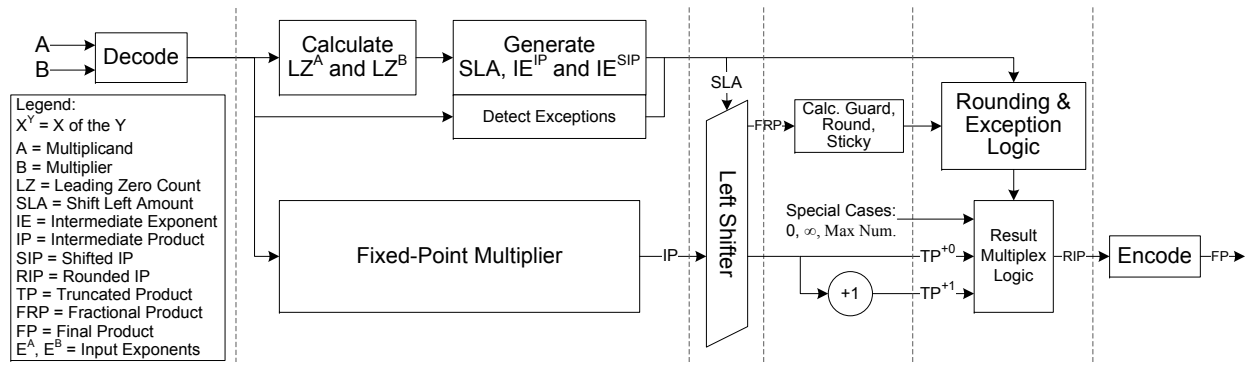 A
B
Decode
Calculate
LZ^A and LZ^B
Generate
SLA, IE^IP and IE^SIP
Detect Exceptions
SLA
FRP
Calc. Guard,
Round,
Sticky
Rounding &
Exception
Logic
Legend:
X^Y = X of the Y
A = Multiplicand
B = Multiplier
LZ = Leading Zero Count
SLA = Shift Left Amount
IE = Intermediate Exponent
IP = Intermediate Product
SIP = Shifted IP
RIP = Rounded IP
TP = Truncated Product
FRP = Fractional Product
FP = Final Product
E^A, E^B = Input Exponents
Fixed-Point Multiplier
IP
Left Shifter
Special Cases:
0, ∞, Max Num.
TP^+0
+1
TP^+1
Result
Multiplex
Logic
RIP
Encode
FP